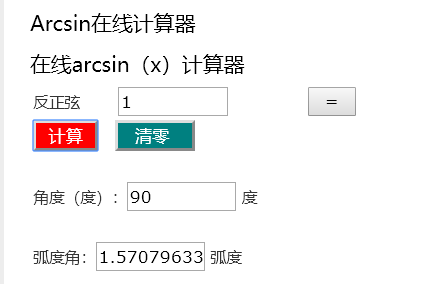 Arcsin在线计算器
在线arcsin（x）计算器
反正弦 1 =
计算 清零
角度（度）: 90 度
弧度角: 1.57079633 弧度